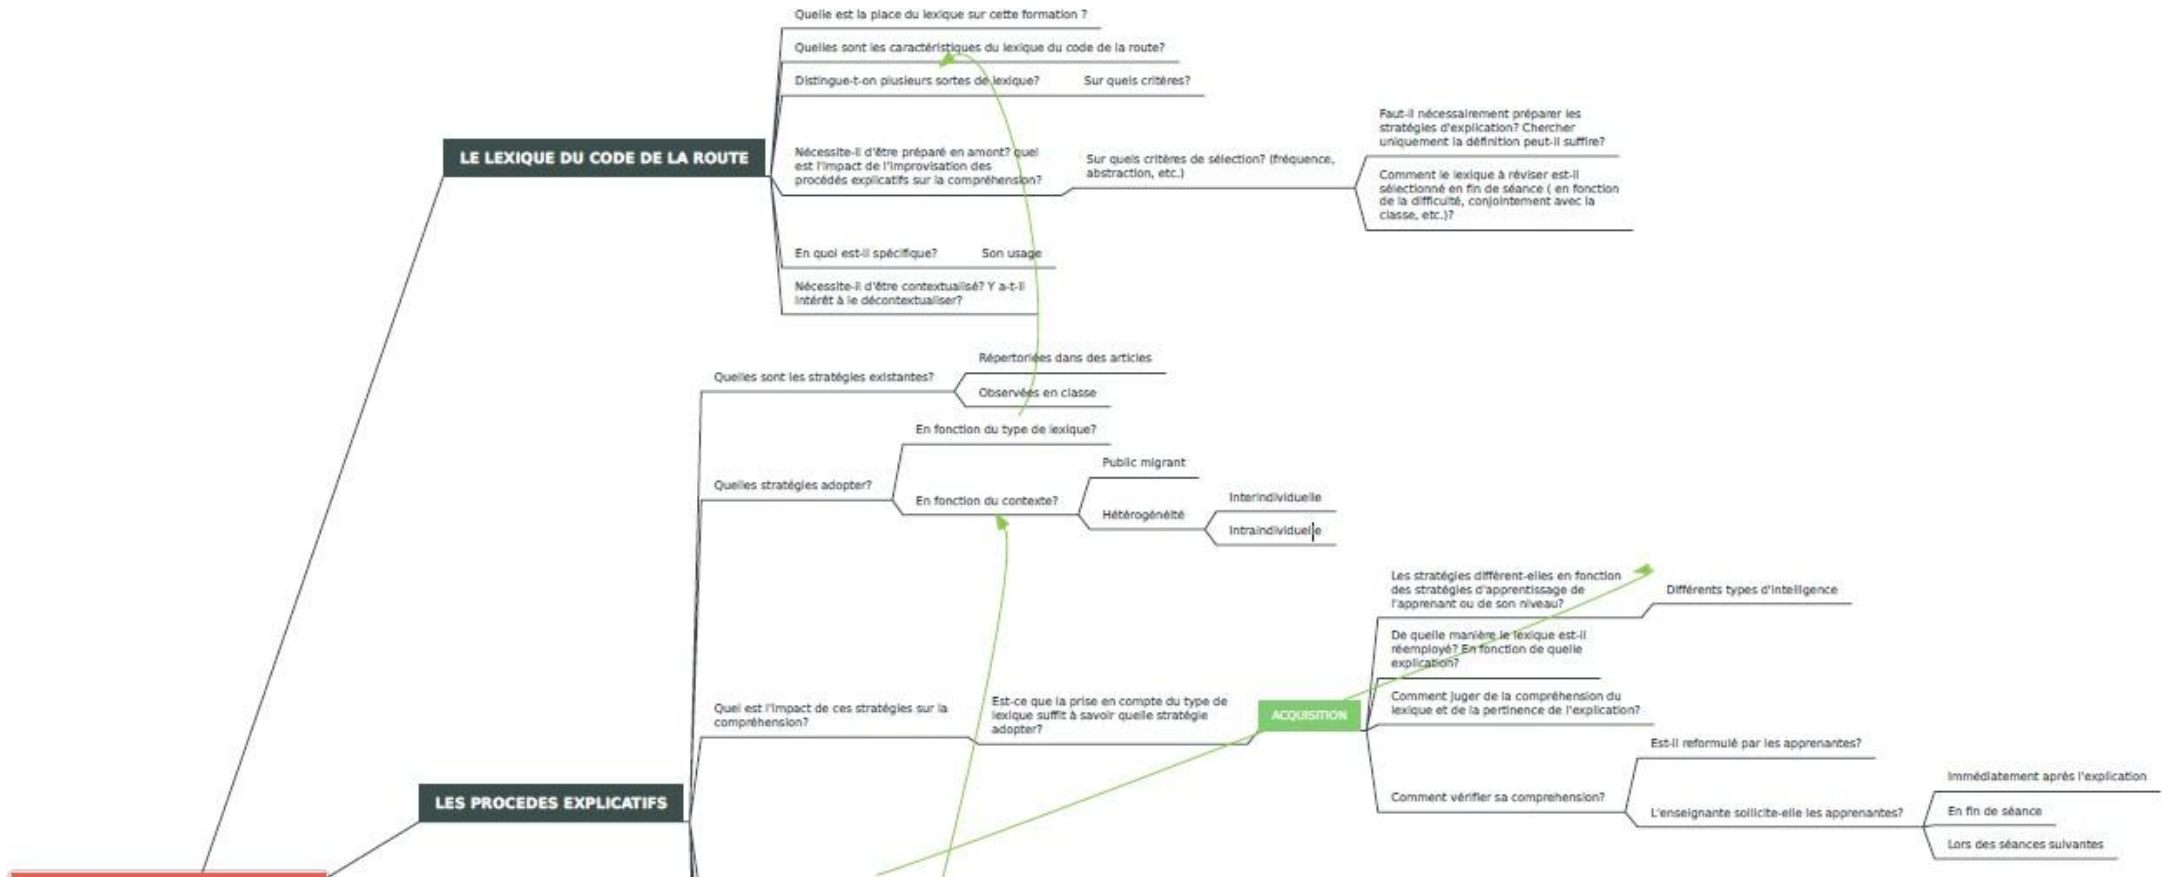 Quelle est la place du lexique sur cette formation ?
Quelles sont les caractéristiques du lexique du code de la route?
Distingue-t-on plusieurs sortes de lexique?
Sur quels critères?
LE LEXIQUE DU CODE DE LA ROUTE
Nécessite-il d'être préparé en amont? quel
est l'impact de l'improvisation des
procédés explicatifs sur la compréhension?
Sur quels critères de sélection? (fréquence,
abstraction, etc.)
Faut-il nécessairement préparer les
stratégies d'explication? Chercher
uniquement la définition peut-il suffire?
Comment le lexique à réviser est-il
sélectionné en fin de séance ( en fonction
de la difficulté, conjointement avec la
classe, etc.)?
En quoi est-il spécifique?
Son usage
Nécessite-il d'être contextualisé? Y a-t-il
intérêt à le décontextualiser?
Quelles sont les stratégies existantes?
Répertoriées dans des articles
Observées en classe
Quelles stratégies adopter?
En fonction du type de lexique?
En fonction du contexte?
Public migrant
Hétérogénéité
Interindividuelle
Intraindividuelle
Quel est l'impact de ces stratégies sur la
compréhension?
Est-ce que la prise en compte du type de
lexique suffit à savoir quelle stratégie
adopter?
ACQUISITION
Les stratégies diffèrent-elles en fonction
des stratégies d'apprentissage de
l'apprenant ou de son niveau?
Différents types d'intelligence
De quelle manière le lexique est-il
réemployé? En fonction de quelle
explication?
Comment juger de la compréhension du
lexique et de la pertinence de l'explication?
Comment vérifier sa comprehension?
Est-il reformulé par les apprenantes?
L'enseignante sollicite-elle les apprenantes?
Immédiatement après l'explication
En fin de séance
Lors des séances suivantes
LES PROCEDES EXPLICATIFS